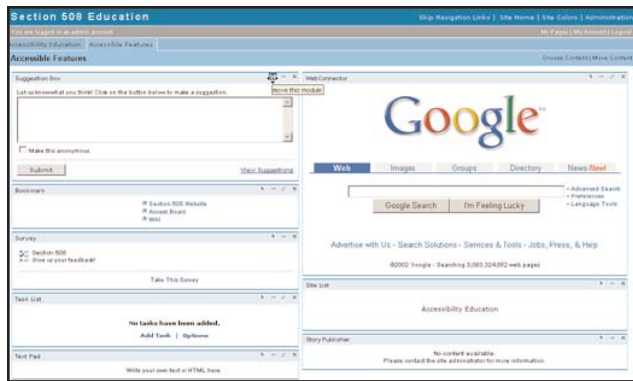 Section 508 Education
Skip Navigation Links | Site Home | Site Colors | Administration
You are logged in as admin account
My Pages | My Account | Logout
Accessibility Education
Accessible Features
Accessible Features
Choose Content | Move Content
Suggestion Box
move this module
Let us know what you think! Click on the button below to make a suggestion.
Make this anonymous
Submit
View Suggestions
Bookmark
Section 508 Website
Access Board
Wiki
Survey
Section 508
Give us your feedback!
Take This Survey
Task List
No tasks have been added.
Add Task | Options
Text Pad
Write your own text or HTML here.
WebConnector
Google
Web Images Groups Directory News New!
Advanced Search
Preferences
Language Tools
Google Search I'm Feeling Lucky
Advertise with Us - Search Solutions - Services & Tools - Jobs, Press, & Help
©2002 Google - Searching 3,083,324,652 web pages
Site List
Accessibility Education
Story Publisher
No content available.
Please contact the site administrator for more information.